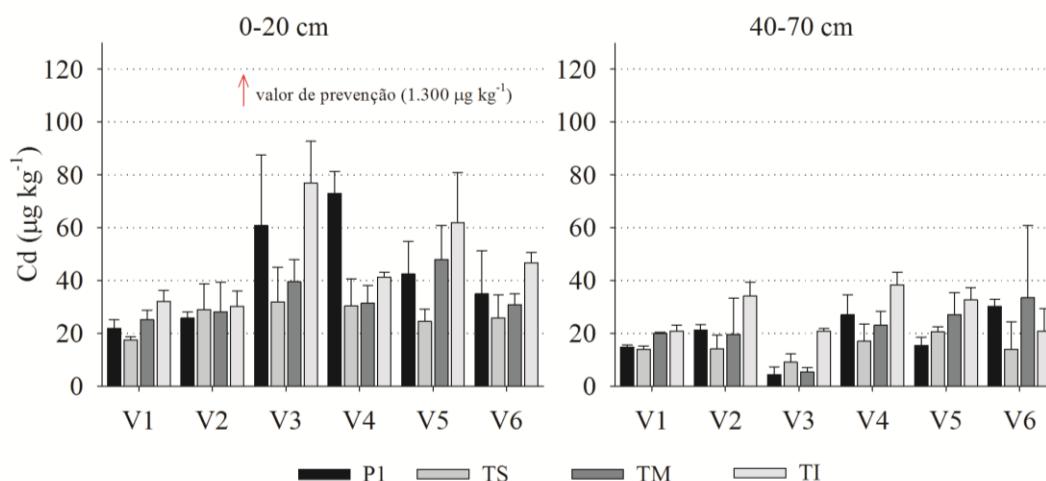 0-20 cm
40-70 cm
Cd (µg kg⁻¹)
120
100
80
60
40
20
0
valor de prevenção (1.300 µg kg⁻¹)
V1 V2 V3 V4 V5 V6
120
100
80
60
40
20
0
V1 V2 V3 V4 V5 V6
P1 TS TM TI